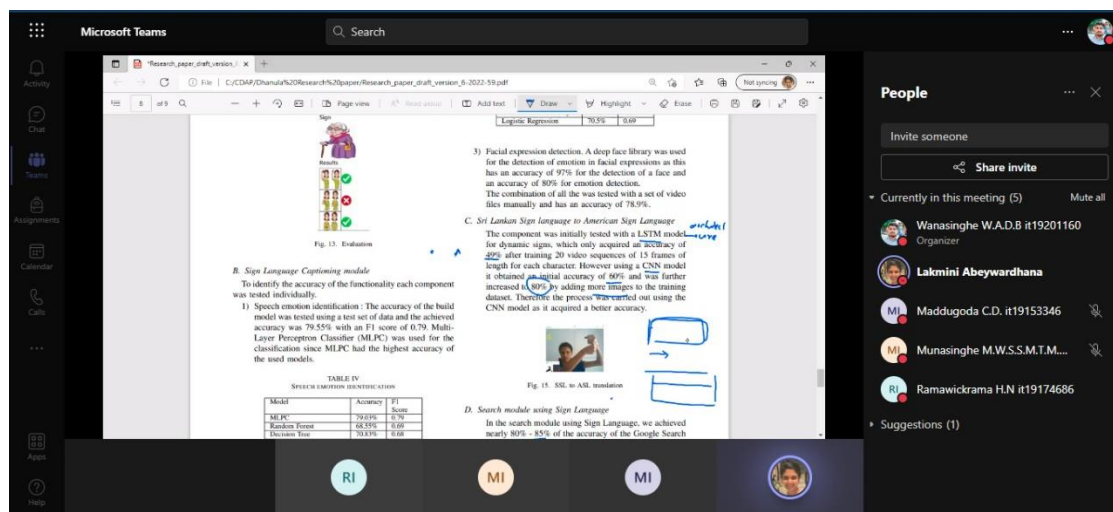 Microsoft Teams
Search
Activity
Chat
Teams
Assignments
Calendar
Calls
Apps
Help
*Research_paper_draft_version_
File
C:/CDAP/Dhanula%20Research%20paper/Research_paper_draft_version_6-2022-59.pdf
Not syncing
8 of 9
Page view
Read aloud
Add text
Draw
Highlight
Erase
Sign
Results
Fig. 13. Evaluation
B. Sign Language Captioning module
To identify the accuracy of the functionality each component
was tested individually.
1) Speech emotion identification : The accuracy of the build
model was tested using a test set of data and the achieved
accuracy was 79.55% with an F1 score of 0.79. Multi-
Layer Perceptron Classifier (MLPC) was used for the
classification since MLPC had the highest accuracy of
the used models.
TABLE IV
SPEECH EMOTION IDENTIFICATION
Model Accuracy F1
Score
MLPC 79.03% 0.79
Random Forest 68.55% 0.69
Decision Tree 70.83% 0.68
Logistic Regression 70.5% 0.69
3) Facial expression detection. A deep face library was used
for the detection of emotion in facial expressions as this
has an accuracy of 97% for the detection of a face and
an accuracy of 80% for emotion detection.
The combination of all the was tested with a set of video
files manually and has an accuracy of 78.9%.
C. Sri Lankan Sign language to American Sign Language
The component was initially tested with a LSTM model
for dynamic signs, which only acquired an accuracy of
49% after training 20 video sequences of 15 frames of
length for each character. However using a CNN model
it obtained an initial accuracy of 60% and was further
increased to 80% by adding more images to the training
dataset. Therefore the process was carried out using the
CNN model as it acquired a better accuracy.
Fig. 15. SSL to ASL translation
D. Search module using Sign Language
In the search module using Sign Language, we achieved
nearly 80% - 85% of the accuracy of the Google Search
RI
MI
MI
People
Invite someone
Share invite
Currently in this meeting (5) Mute all
Wanasinghe W.A.D.B it19201160
Organizer
Lakmini Abeywardhana
MU Maddugoda C.D. it19153346
MI Munasinghe M.W.S.S.M.T.M....
RI Ramawickrama H.N it19174686
Suggestions (1)